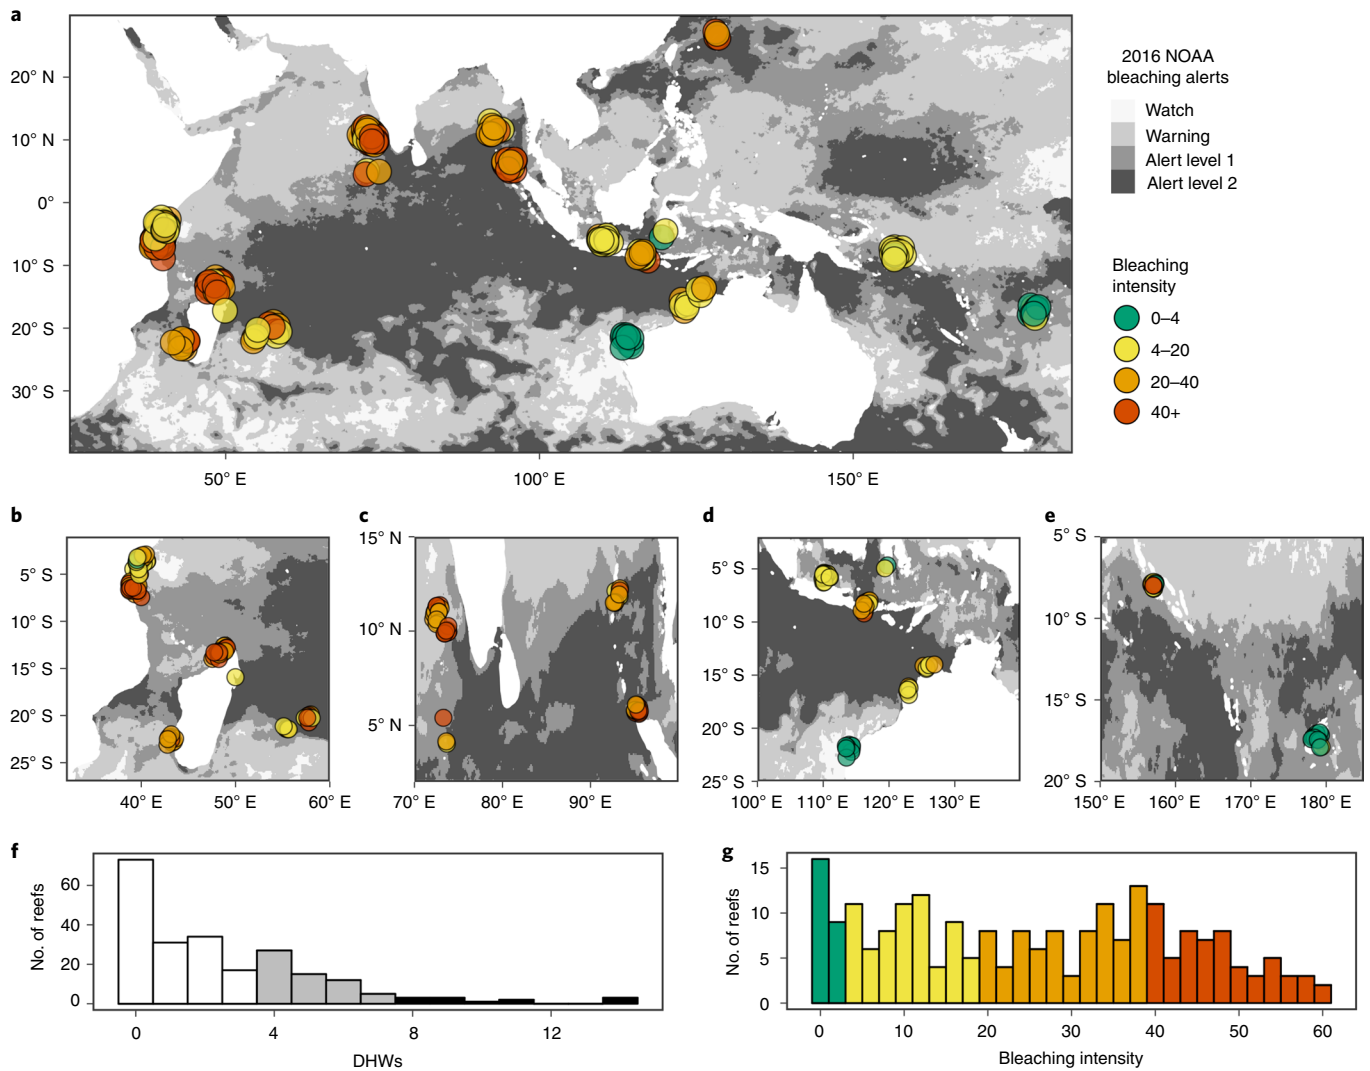 a
20° N
10° N
0°
10° S
20° S
30° S
50° E
100° E
150° E
2016 NOAA
bleaching alerts
Watch
Warning
Alert level 1
Alert level 2
Bleaching
intensity
0–4
4–20
20–40
40+
b
5° S
10° S
15° S
20° S
25° S
40° E
50° E
60° E
c
15° N
10° N
5° N
70° E
80° E
90° E
d
5° S
10° S
15° S
20° S
25° S
100° E
110° E
120° E
130° E
e
5° S
10° S
15° S
20° S
150° E
160° E
170° E
180° E
f
No. of reefs
60
40
20
0
0
4
8
12
DHWs
g
No. of reefs
15
10
5
0
0
10
20
30
40
50
60
Bleaching intensity